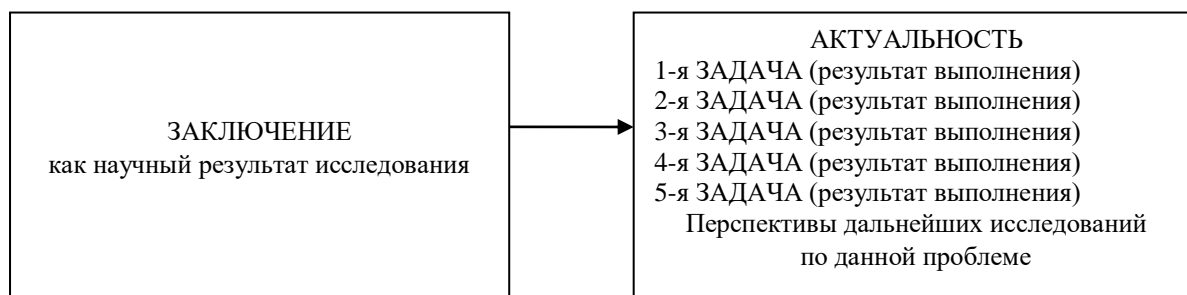 ЗАКЛЮЧЕНИЕ
как научный результат исследования
АКТУАЛЬНОСТЬ
1-я ЗАДАЧА (результат выполнения)
2-я ЗАДАЧА (результат выполнения)
3-я ЗАДАЧА (результат выполнения)
4-я ЗАДАЧА (результат выполнения)
5-я ЗАДАЧА (результат выполнения)
Перспективы дальнейших исследований
по данной проблеме